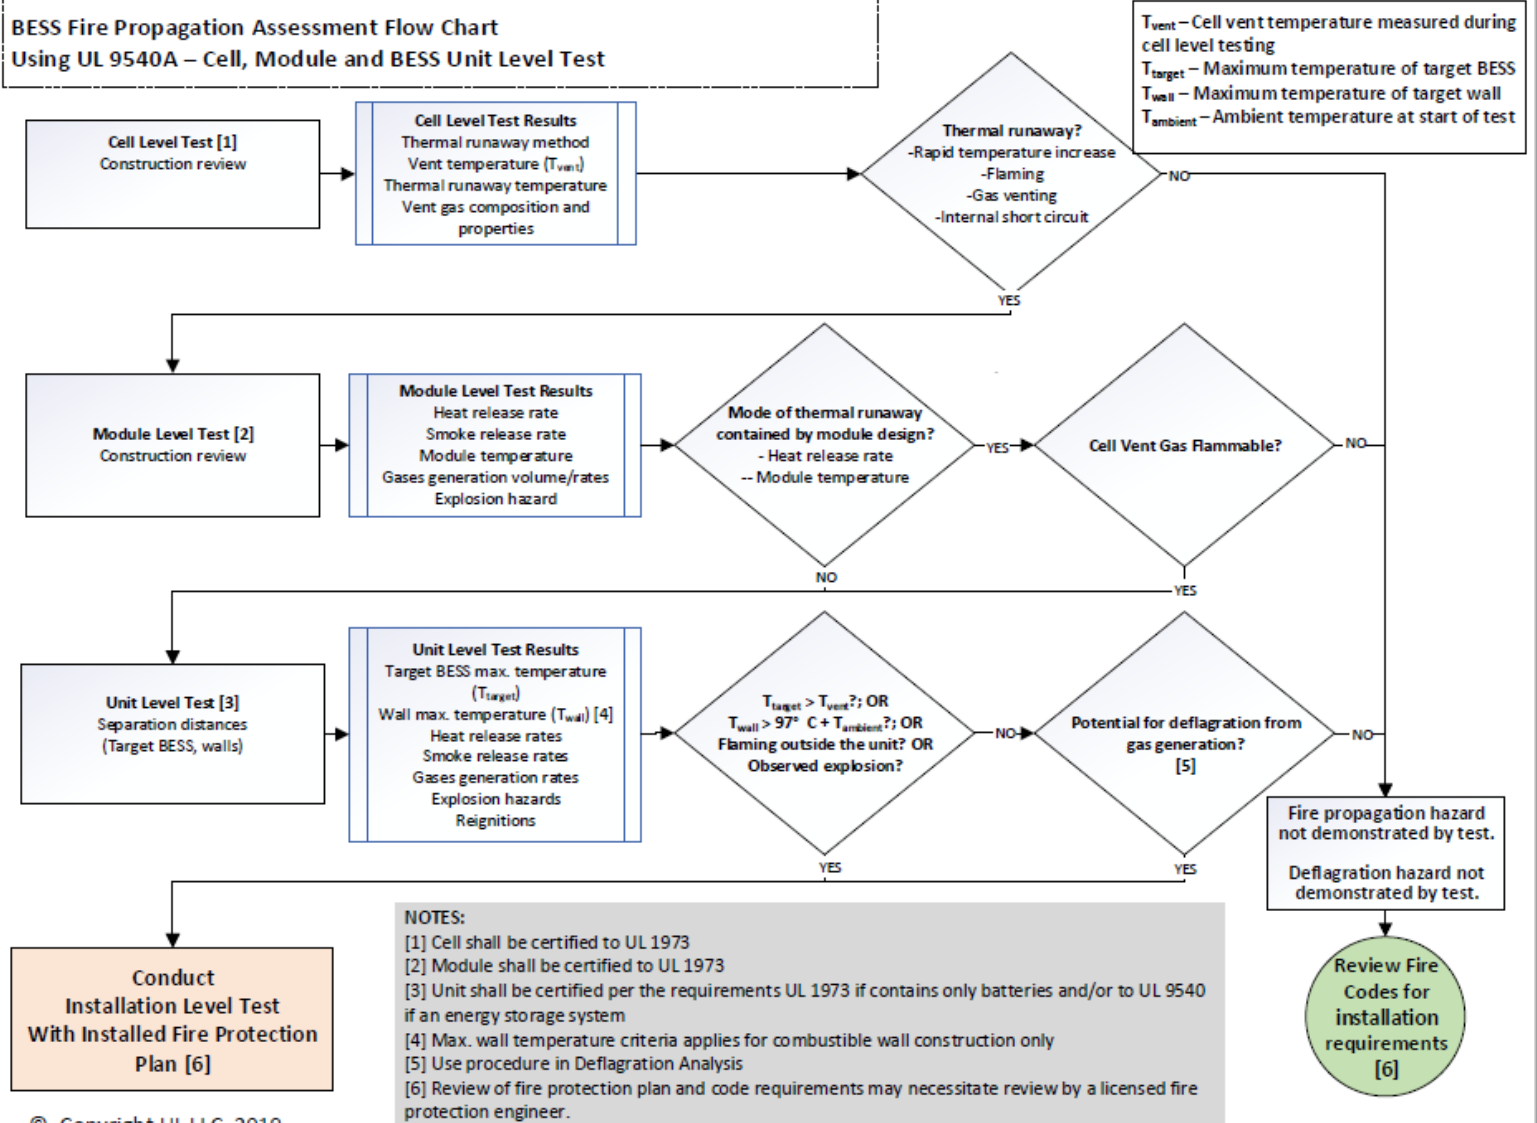 BESS Fire Propagation Assessment Flow Chart
Using UL 9540A – Cell, Module and BESS Unit Level Test
Tvent – Cell vent temperature measured during
cell level testing
Ttarget – Maximum temperature of target BESS
Twall – Maximum temperature of target wall
Tambient – Ambient temperature at start of test
Cell Level Test [1]
Construction review
Cell Level Test Results
Thermal runaway method
Vent temperature (Tvent)
Thermal runaway temperature
Vent gas composition and
properties
Thermal runaway?
-Rapid temperature increase
-Flaming
-Gas venting
-Internal short circuit
NO
YES
Module Level Test [2]
Construction review
Module Level Test Results
Heat release rate
Smoke release rate
Module temperature
Gases generation volume/rates
Explosion hazard
Mode of thermal runaway
contained by module design?
- Heat release rate
-- Module temperature
YES
Cell Vent Gas Flammable?
NO
NO
YES
Unit Level Test [3]
Separation distances
(Target BESS, walls)
Unit Level Test Results
Target BESS max. temperature
(Ttarget)
Wall max. temperature (Twall) [4]
Heat release rates
Smoke release rates
Gases generation rates
Explosion hazards
Reignitions
Ttarget > Tvent?; OR
Twall > 97° C + Tambient?; OR
Flaming outside the unit? OR
Observed explosion?
NO
Potential for deflagration from
gas generation?
[5]
NO
YES
YES
Fire propagation hazard
not demonstrated by test.
Deflagration hazard not
demonstrated by test.
Conduct
Installation Level Test
With Installed Fire Protection
Plan [6]
NOTES:
[1] Cell shall be certified to UL 1973
[2] Module shall be certified to UL 1973
[3] Unit shall be certified per the requirements UL 1973 if contains only batteries and/or to UL 9540
if an energy storage system
[4] Max. wall temperature criteria applies for combustible wall construction only
[5] Use procedure in Deflagration Analysis
[6] Review of fire protection plan and code requirements may necessitate review by a licensed fire
protection engineer.
Review Fire
Codes for
installation
requirements
[6]
© Copyright UL LLC, 2019